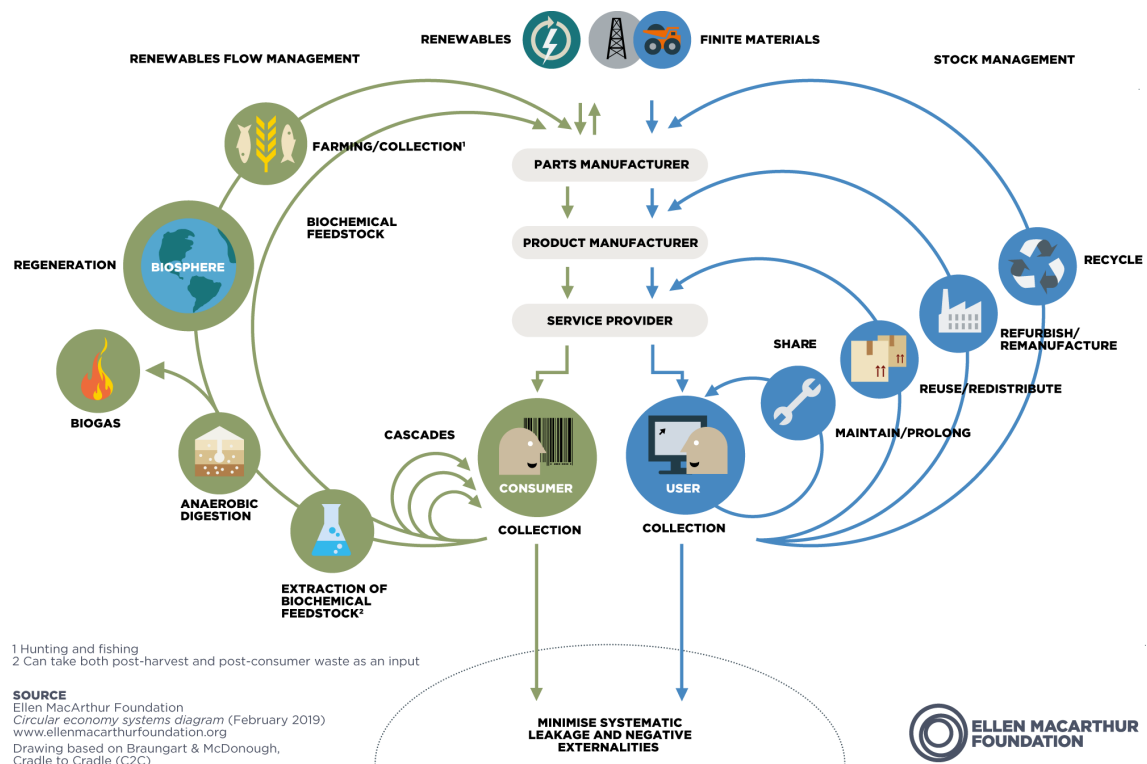 RENEWABLES
FINITE MATERIALS
RENEWABLES FLOW MANAGEMENT
STOCK MANAGEMENT
FARMING/COLLECTION¹
PARTS MANUFACTURER
BIOCHEMICAL
FEEDSTOCK
PRODUCT MANUFACTURER
REGENERATION
BIOSPHERE
RECYCLE
SERVICE PROVIDER
SHARE
REFURBISH/
REMANUFACTURE
REUSE/REDISTRIBUTE
BIOGAS
CASCADES
MAINTAIN/PROLONG
CONSUMER
USER
ANAEROBIC
DIGESTION
COLLECTION
COLLECTION
EXTRACTION OF
BIOCHEMICAL
FEEDSTOCK²
1 Hunting and fishing
2 Can take both post-harvest and post-consumer waste as an input
SOURCE
Ellen MacArthur Foundation
Circular economy systems diagram (February 2019)
www.ellenmacarthurfoundation.org
Drawing based on Braungart & McDonough,
Cradle to Cradle (C2C)
MINIMISE SYSTEMATIC
LEAKAGE AND NEGATIVE
EXTERNALITIES
ELLEN MACARTHUR
FOUNDATION